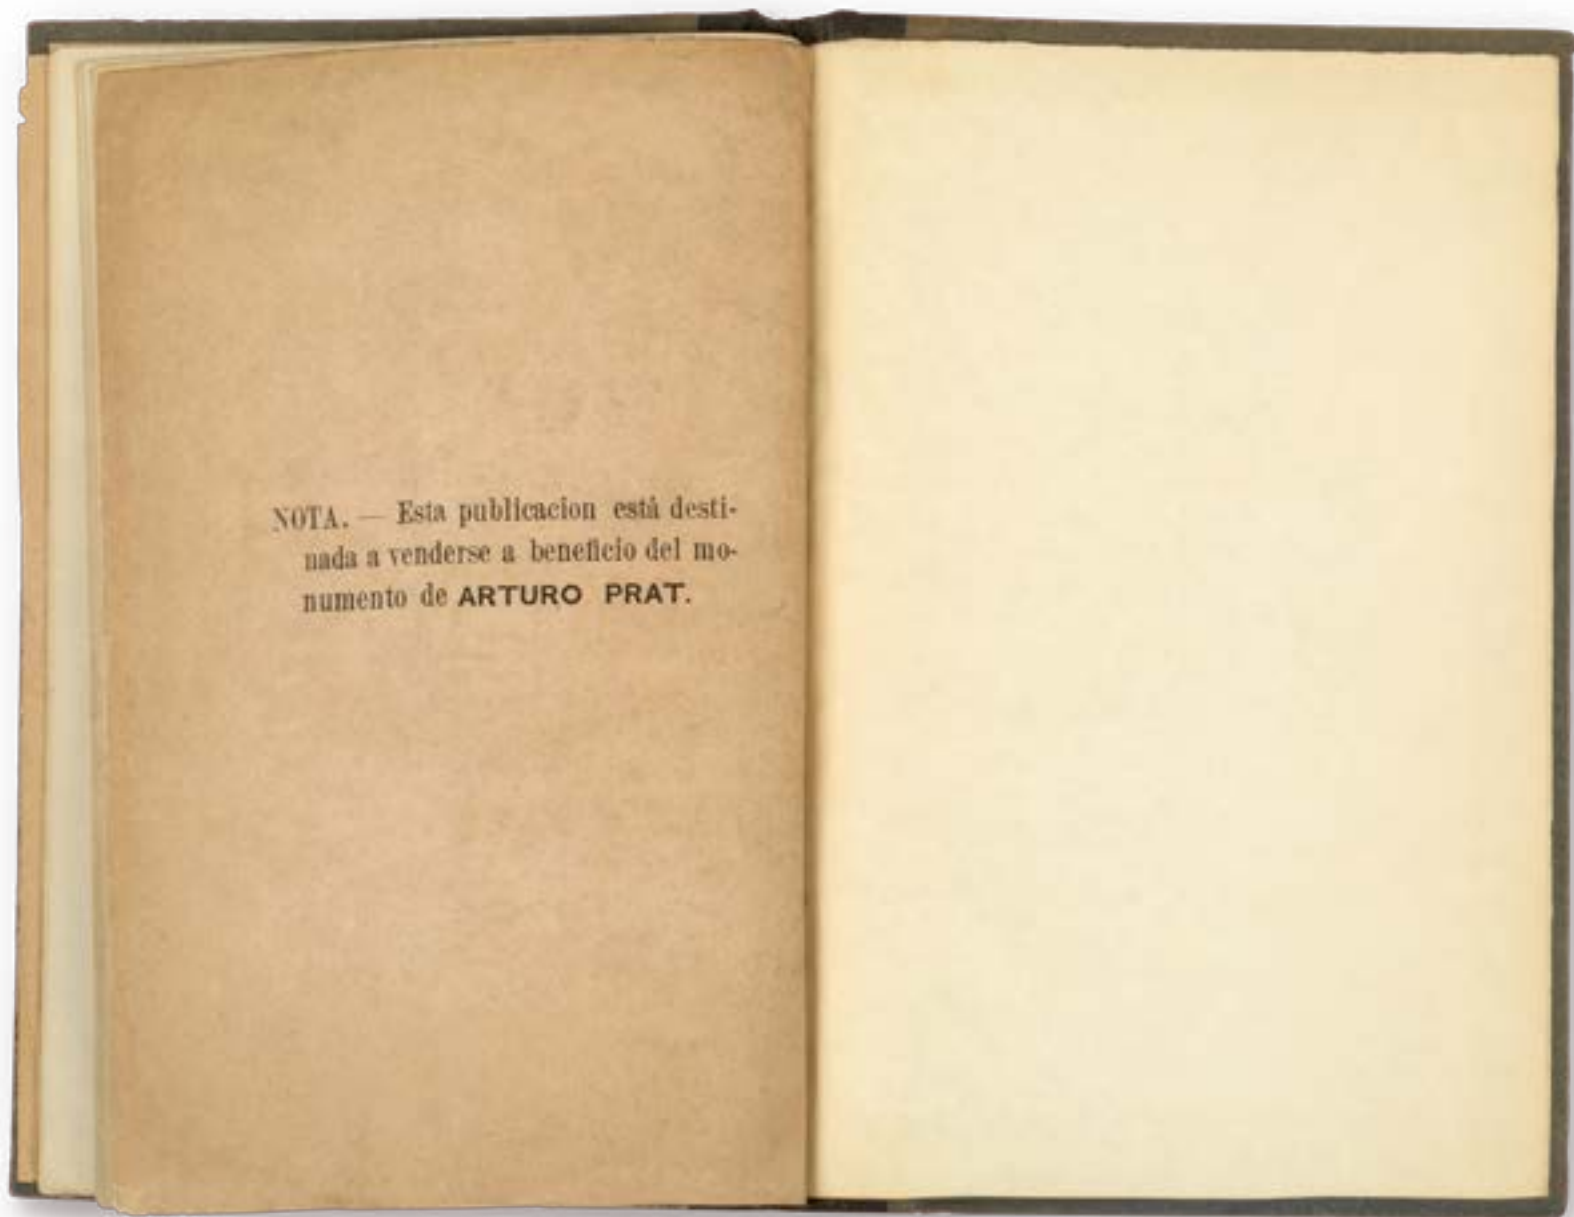 NOTA. — Esta publicacion está desti-
nada a venderse a beneficio del mo-
numento de ARTURO PRAT.